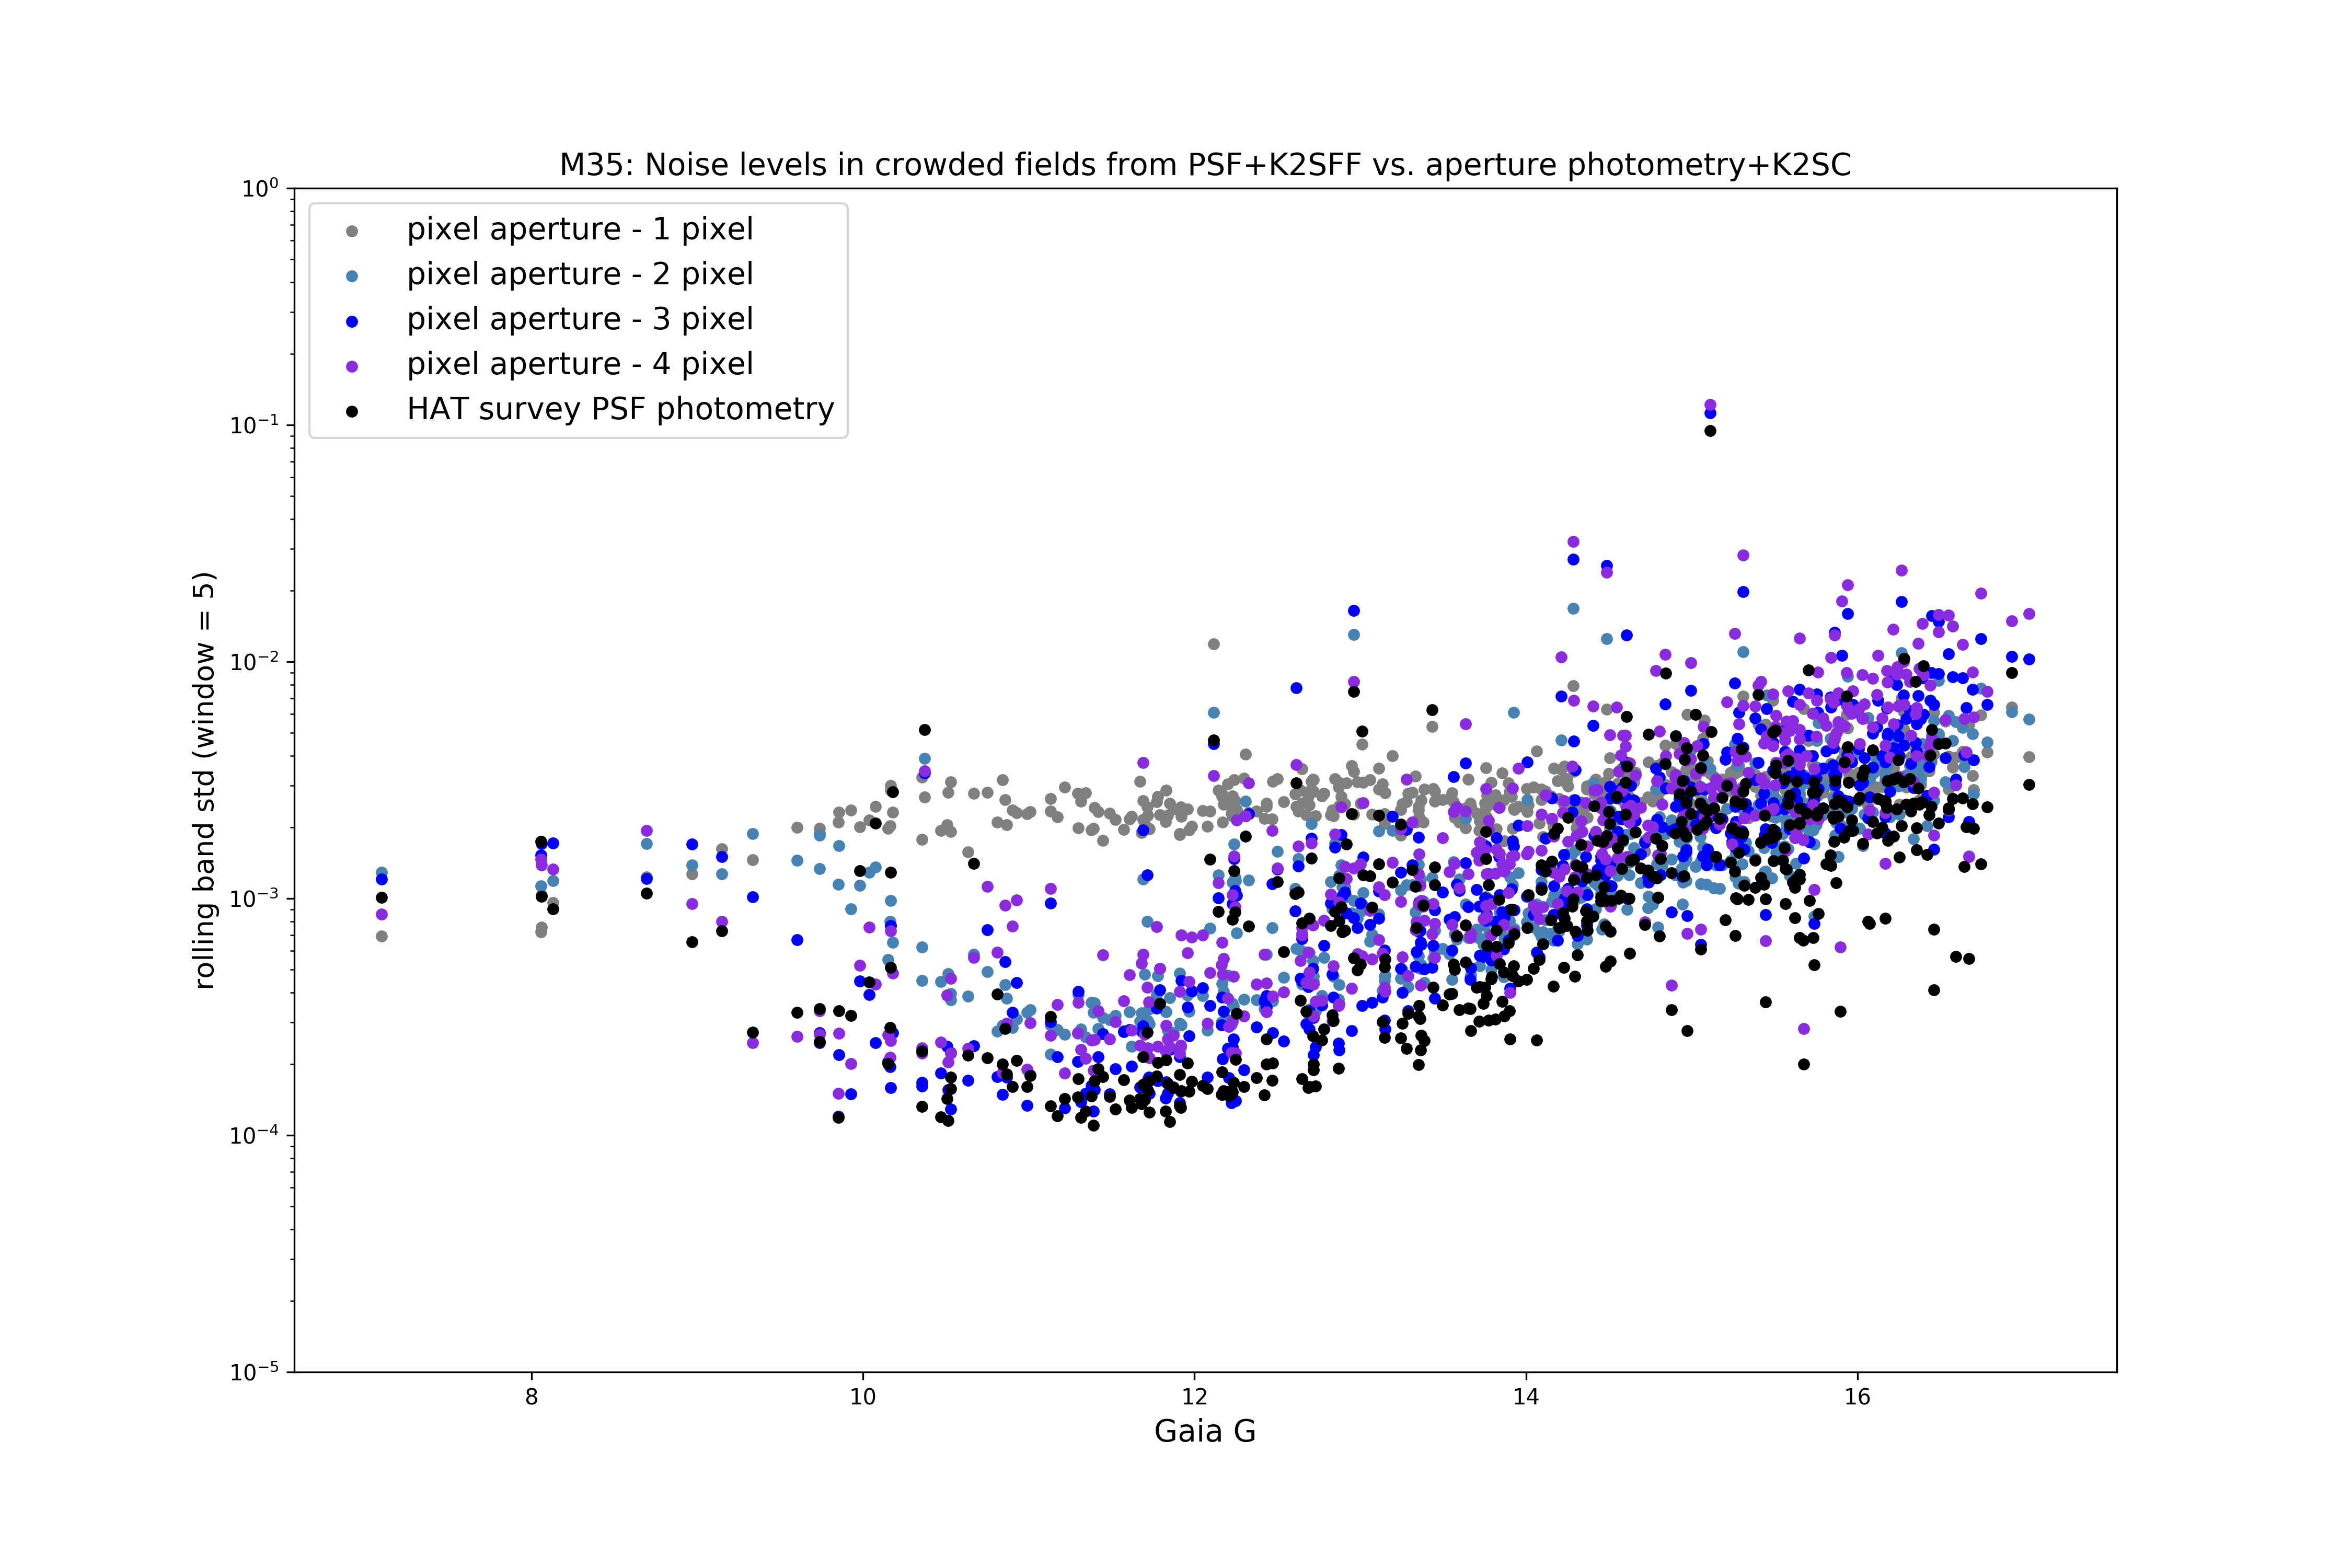 M35: Noise levels in crowded fields from PSF+K2SFF vs. aperture photometry+K2SC
10⁰
10⁻¹
10⁻²
10⁻³
10⁻⁴
10⁻⁵
rolling band std (window = 5)
pixel aperture - 1 pixel
pixel aperture - 2 pixel
pixel aperture - 3 pixel
pixel aperture - 4 pixel
HAT survey PSF photometry
8 10 12 14 16
Gaia G